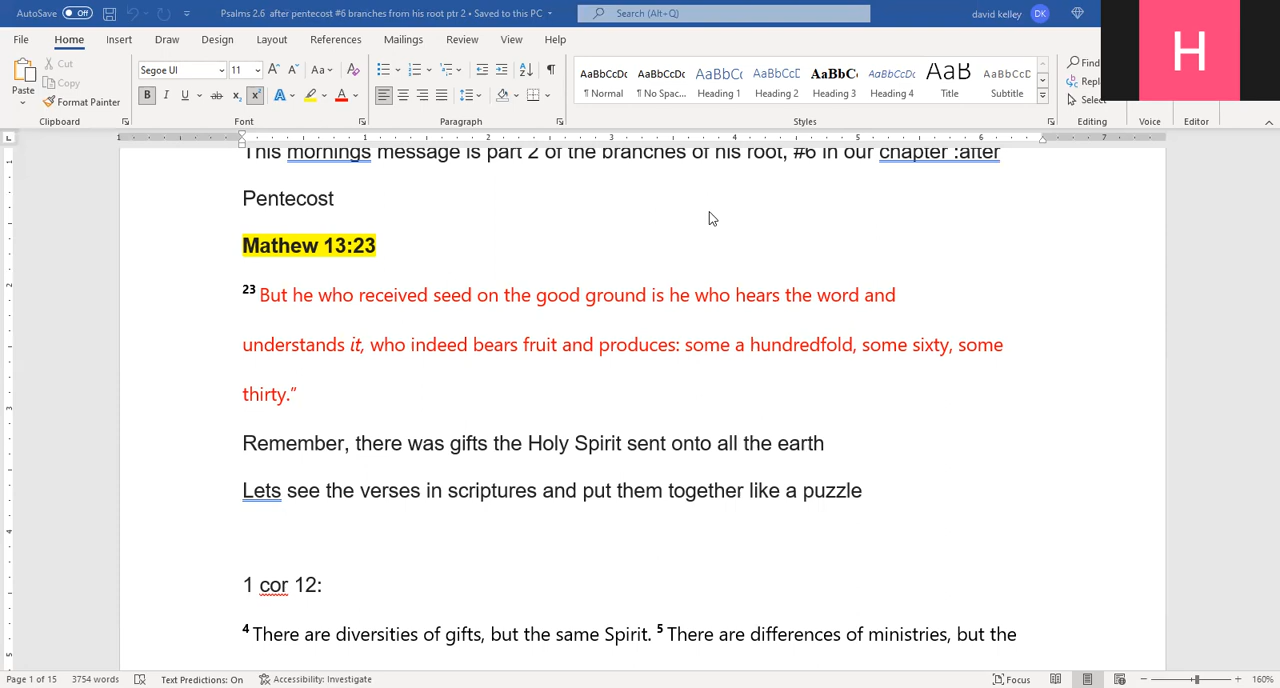 AutoSave Off Psalms 2.6 after pentecost #6 branches from his root ptr 2 • Saved to this PC Search (Alt+Q) david kelley DK
H
File Home Insert Draw Design Layout References Mailings Review View Help
Paste Cut Copy Format Painter
Segoe UI 11
AaBbCcDc AaBbCcDc AaBbCcD AaBbCcD AaBbC AaBbCcD AaB AaBbCcD
¶ Normal ¶ No Spac... Heading 1 Heading 2 Heading 3 Heading 4 Title Subtitle
Find
Repl
Select
Clipboard Font Paragraph Styles Editing Voice Editor
This mornings message is part 2 of the branches of his root, #6 in our chapter :after
Pentecost
Mathew 13:23
23 But he who received seed on the good ground is he who hears the word and
understands it, who indeed bears fruit and produces: some a hundredfold, some sixty, some
thirty.”
Remember, there was gifts the Holy Spirit sent onto all the earth
Lets see the verses in scriptures and put them together like a puzzle
1 cor 12:
4 There are diversities of gifts, but the same Spirit. 5 There are differences of ministries, but the
Page 1 of 15 3754 words Text Predictions: On Accessibility: Investigate Focus 160%